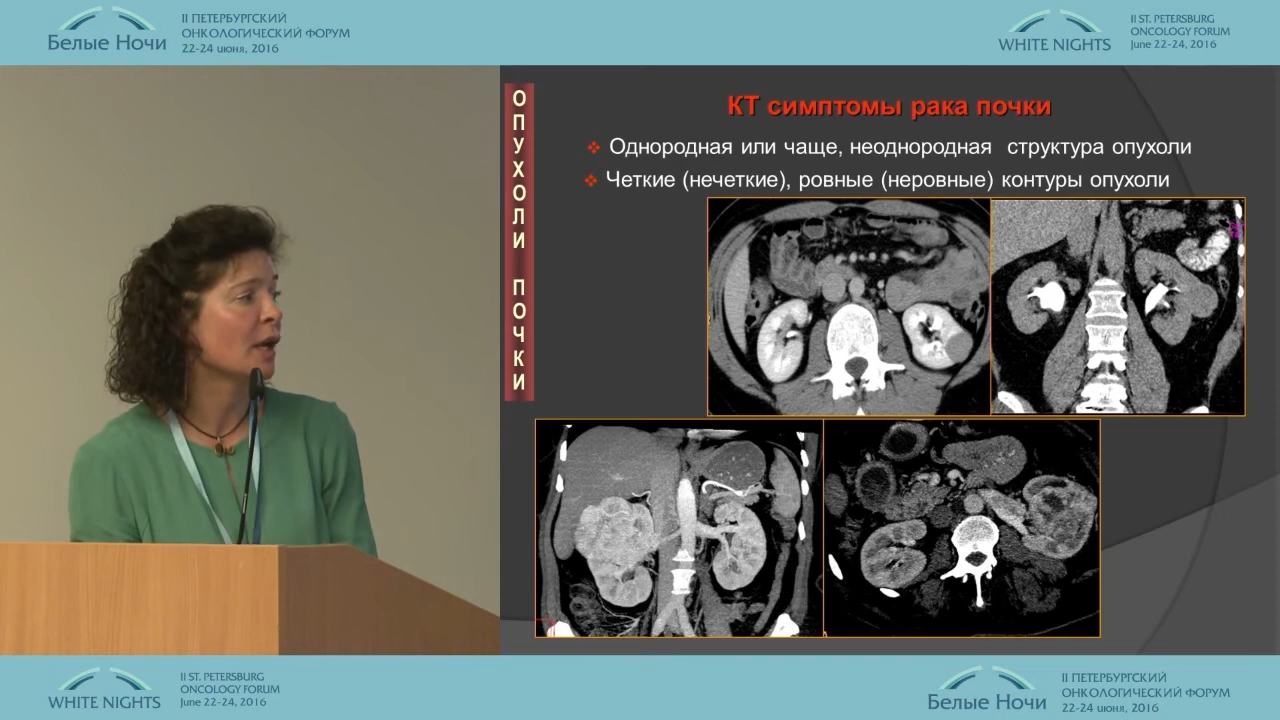 Белые Ночи
II ПЕТЕРБУРГСКИЙ
ОНКОЛОГИЧЕСКИЙ ФОРУМ
22-24 июня, 2016
WHITE NIGHTS
II ST. PETERSBURG
ONCOLOGY FORUM
June 22-24, 2016
ОПУХОЛИ ПОЧКИ
КТ симптомы рака почки
Однородная или чаще, неоднородная структура опухоли
Четкие (нечеткие), ровные (неровные) контуры опухоли
WHITE NIGHTS
II ST. PETERSBURG
ONCOLOGY FORUM
June 22-24, 2016
Белые Ночи
II ПЕТЕРБУРГСКИЙ
ОНКОЛОГИЧЕСКИЙ ФОРУМ
22-24 июня, 2016